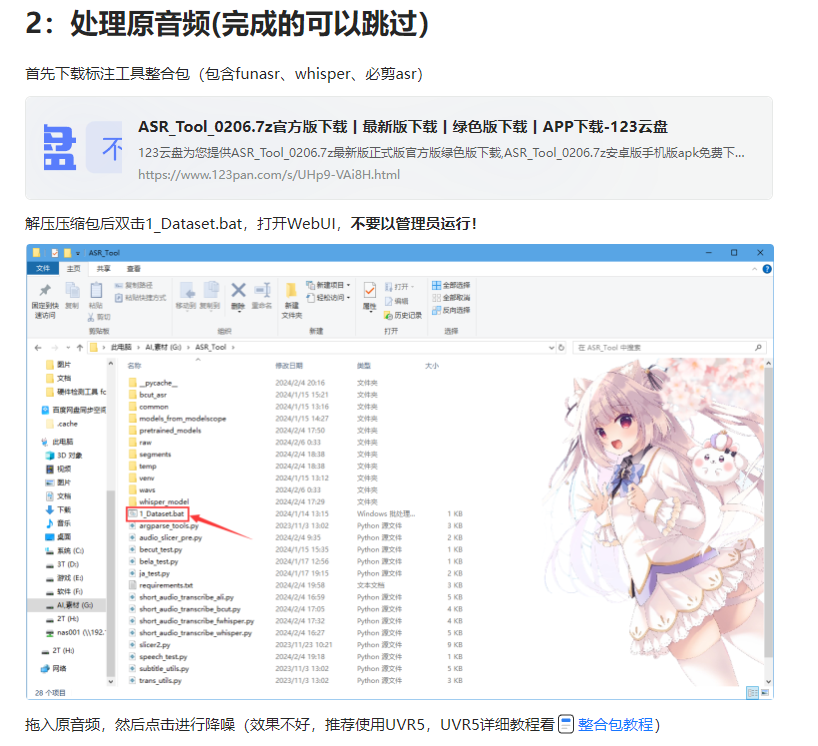 2：处理原音频(完成的可以跳过)
首先下载标注工具整合包（包含funasr、whisper、必剪asr）
ASR_Tool_0206.7z官方版下载丨最新版下载丨绿色版下载丨APP下载-123云盘
123云盘为您提供ASR_Tool_0206.7z最新版正式版官方版绿色版下载,ASR_Tool_0206.7z安卓版手机版apk免费下...
https://www.123pan.com/s/UHp9-VAi8H.html
解压压缩包后双击1_Dataset.bat，打开WebUI，不要以管理员运行！
ASR_Tool
文件 主页 共享 查看
固定到快速访问 复制 粘贴 复制路径 粘贴快捷方式 剪切 移动到 复制到 删除 重命名 新建文件夹 新建项目 轻松访问 属性 打开 编辑 历史记录 全部选择 全部取消 反向选择
剪贴板 组织 新建 打开 选择
此电脑 > AI,素材 (G:) > ASR_Tool 在 ASR_Tool 中搜索
名称 修改日期 类型 大小
图片
文档
硬件检测工具 fc
百度网盘同步空间
.cache
此电脑
3D 对象
视频
图片
文档
下载
音乐
桌面
系统 (C:)
3T (D:)
游戏 (E:)
软件 (F:)
AI,素材 (G:)
2T (H:)
nas001 (\\192.
2T (H:)
网络
__pycache__ 2024/2/4 20:16 文件夹
bcut_asr 2024/1/15 15:21 文件夹
common 2024/1/15 13:16 文件夹
models_from_modelscope 2024/1/15 14:27 文件夹
pretrained_models 2024/2/4 17:50 文件夹
raw 2024/2/6 0:33 文件夹
segments 2024/2/4 18:38 文件夹
temp 2024/2/4 18:38 文件夹
venv 2024/1/15 13:12 文件夹
wavs 2024/2/6 0:33 文件夹
whisper_model 2024/2/4 17:29 文件夹
1_Dataset.bat 2024/1/14 13:15 Windows 批处理... 1 KB
argparse_tools.py 2023/11/3 13:02 Python 源文件 3 KB
audio_slicer_pre.py 2024/2/4 9:35 Python 源文件 2 KB
becut_test.py 2024/1/15 15:35 Python 源文件 1 KB
bela_test.py 2024/1/17 12:56 Python 源文件 1 KB
ja_test.py 2024/1/17 19:15 Python 源文件 2 KB
requirements.txt 2024/2/4 19:58 文本文档 3 KB
short_audio_transcribe_ali.py 2024/2/4 16:59 Python 源文件 5 KB
short_audio_transcribe_bcut.py 2024/2/4 17:05 Python 源文件 4 KB
short_audio_transcribe_fwhisper.py 2024/2/4 17:32 Python 源文件 4 KB
short_audio_transcribe_whisper.py 2024/2/4 16:27 Python 源文件 5 KB
slicer2.py 2023/11/23 10:21 Python 源文件 9 KB
speech_test.py 2024/2/4 19:18 Python 源文件 1 KB
subtitle_utils.py 2023/11/3 13:02 Python 源文件 5 KB
trans_utils.py 2023/11/3 13:02 Python 源文件 3 KB
28 个项目
拖入原音频，然后点击进行降噪（效果不好，推荐使用UVR5，UVR5详细教程看 整合包教程）